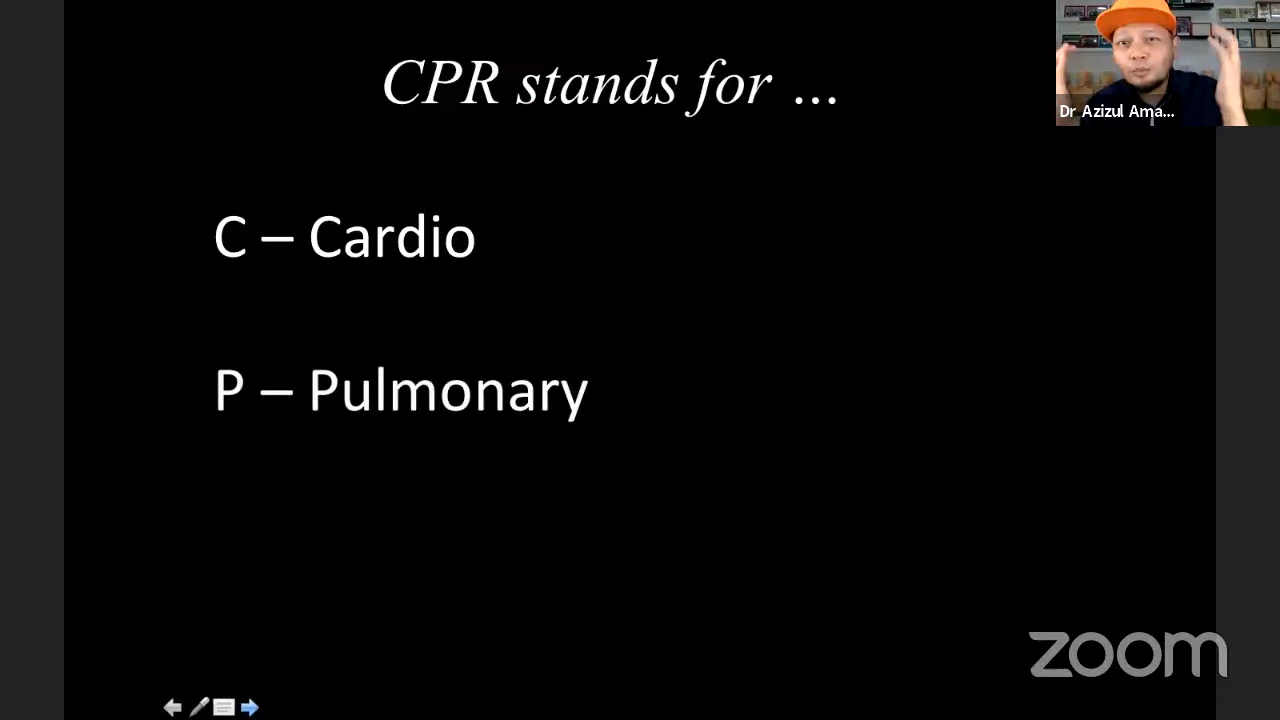 CPR stands for ...
Dr Azizul Ama...
C – Cardio
P – Pulmonary
zoom